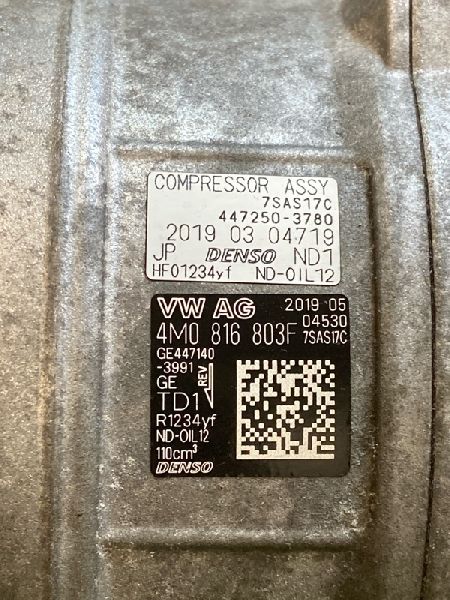 COMPRESSOR ASSY
7SAS17C
447250-3780
2019 03 04719
JP DENSO ND1
HFO1234yf ND-OIL12
VW AG 2019 05
04530
4M0 816 803F 7SAS17C
GE447140
-3991
GE REV
TD1
R1234yf
ND-OIL12
110cm³
DENSO